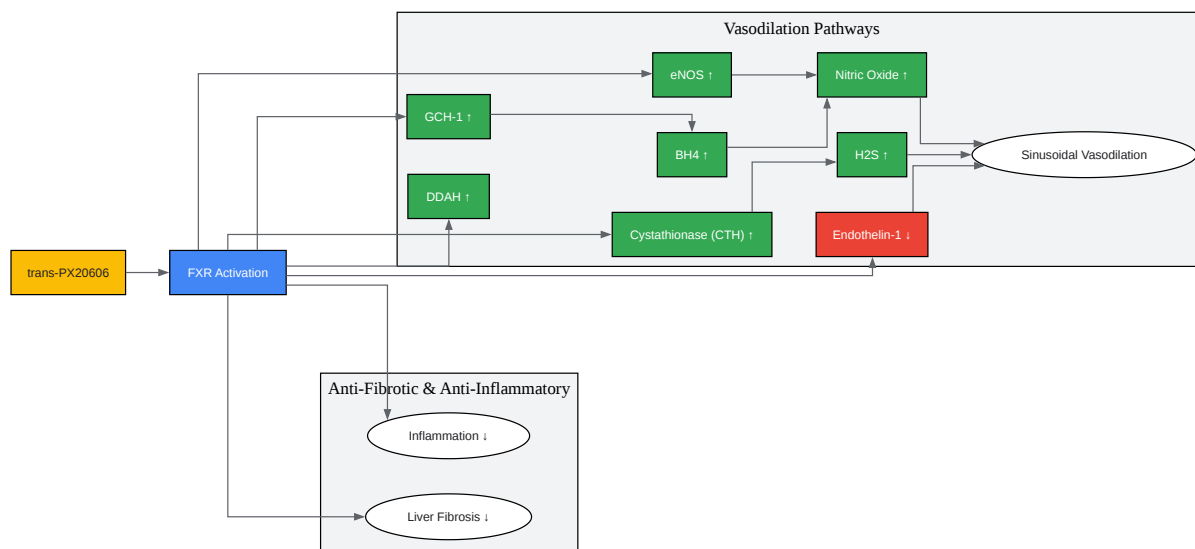 Vasodilation Pathways
eNOS ↑
Nitric Oxide ↑
GCH-1 ↑
BH4 ↑
H2S ↑
Sinusoidal Vasodilation
DDAH ↑
Cystathionase (CTH) ↑
Endothelin-1 ↓
trans-PX20606
FXR Activation
Anti-Fibrotic & Anti-Inflammatory
Inflammation ↓
Liver Fibrosis ↓